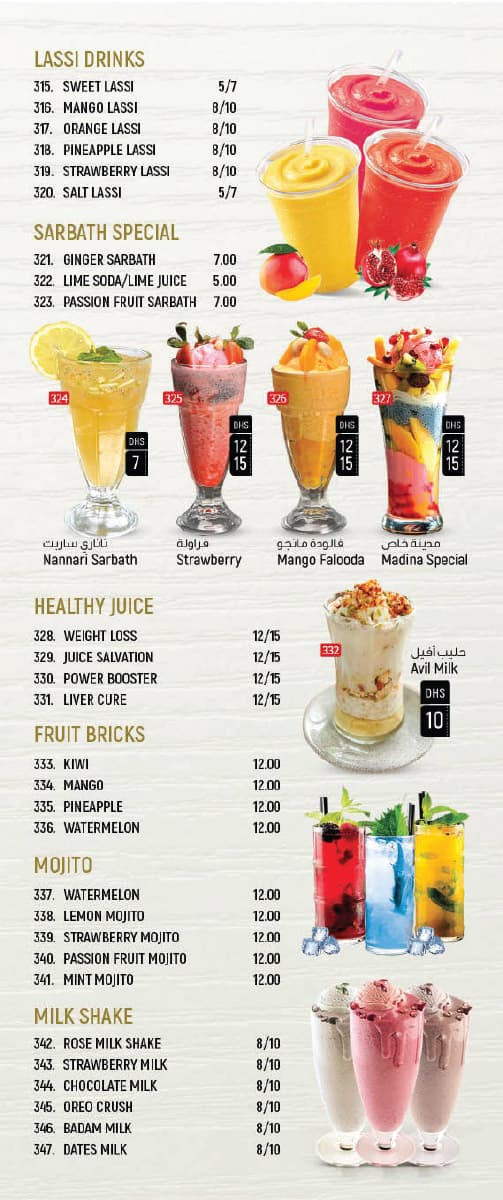 LASSI DRINKS
315. SWEET LASSI 5/7
316. MANGO LASSI 8/10
317. ORANGE LASSI 8/10
318. PINEAPPLE LASSI 8/10
319. STRAWBERRY LASSI 8/10
320. SALT LASSI 5/7
SARBATH SPECIAL
321. GINGER SARBATH 7.00
322. LIME SODA/LIME JUICE 5.00
323. PASSION FRUIT SARBATH 7.00
324
DHS
7
ناناري ساربت
Nannari Sarbath
325
DHS
12
15
فراولة
Strawberry
326
DHS
12
15
فالودة مانجو
Mango Falooda
327
DHS
12
15
مدينة خاص
Madina Special
HEALTHY JUICE
328. WEIGHT LOSS 12/15
329. JUICE SALVATION 12/15
330. POWER BOOSTER 12/15
331. LIVER CURE 12/15
332
حليب أفيل
Avil Milk
DHS
10
FRUIT BRICKS
333. KIWI 12.00
334. MANGO 12.00
335. PINEAPPLE 12.00
336. WATERMELON 12.00
MOJITO
337. WATERMELON 12.00
338. LEMON MOJITO 12.00
339. STRAWBERRY MOJITO 12.00
340. PASSION FRUIT MOJITO 12.00
341. MINT MOJITO 12.00
MILK SHAKE
342. ROSE MILK SHAKE 8/10
343. STRAWBERRY MILK 8/10
344. CHOCOLATE MILK 8/10
345. OREO CRUSH 8/10
346. BADAM MILK 8/10
347. DATES MILK 8/10